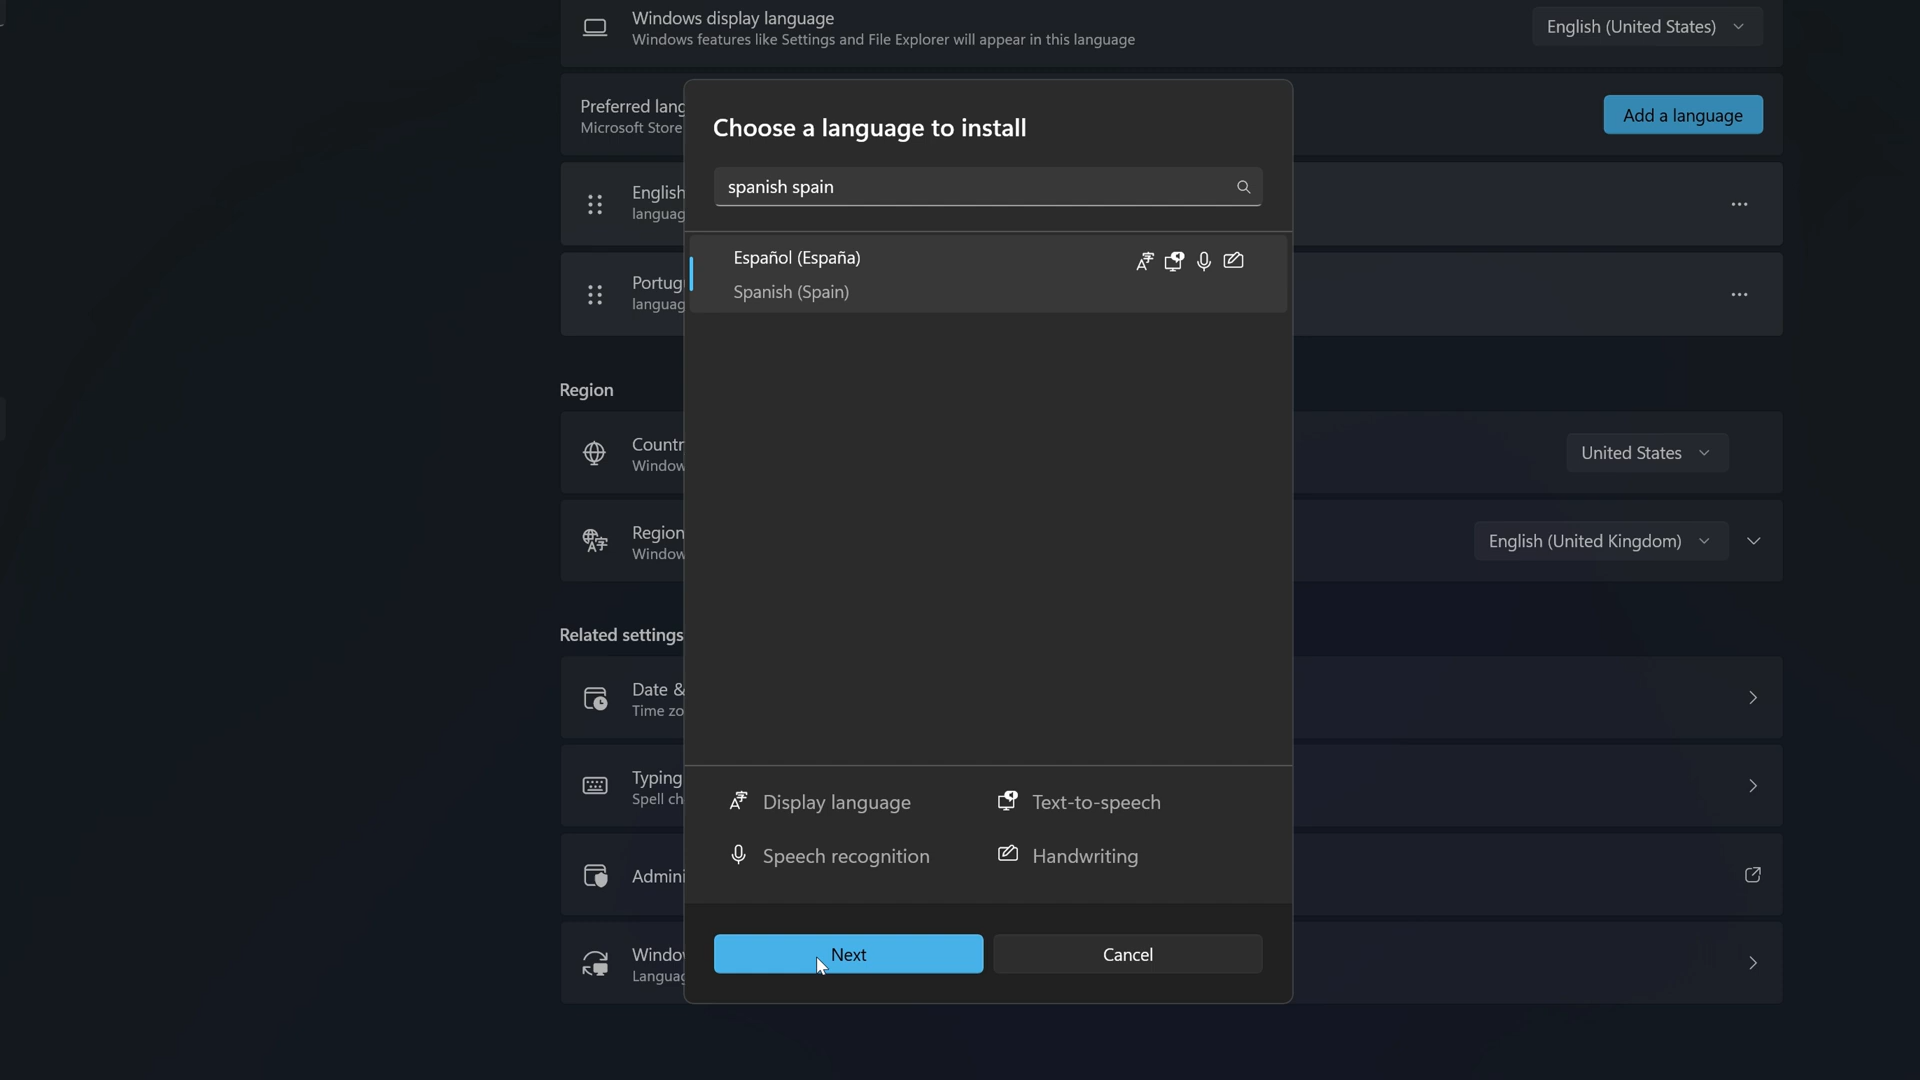 Windows display language
Windows features like Settings and File Explorer will appear in this language
English (United States)
Preferred lang
Microsoft Store
Add a language
Choose a language to install
spanish spain
English
languag
Español (España)
Spanish (Spain)
Portug
languag
Region
Countr
Window
United States
Region
Window
English (United Kingdom)
Related settings
Date &
Time zo
Typing
Spell ch
Display language
Text-to-speech
Speech recognition
Handwriting
Admini
Windo
Languag
Next
Cancel